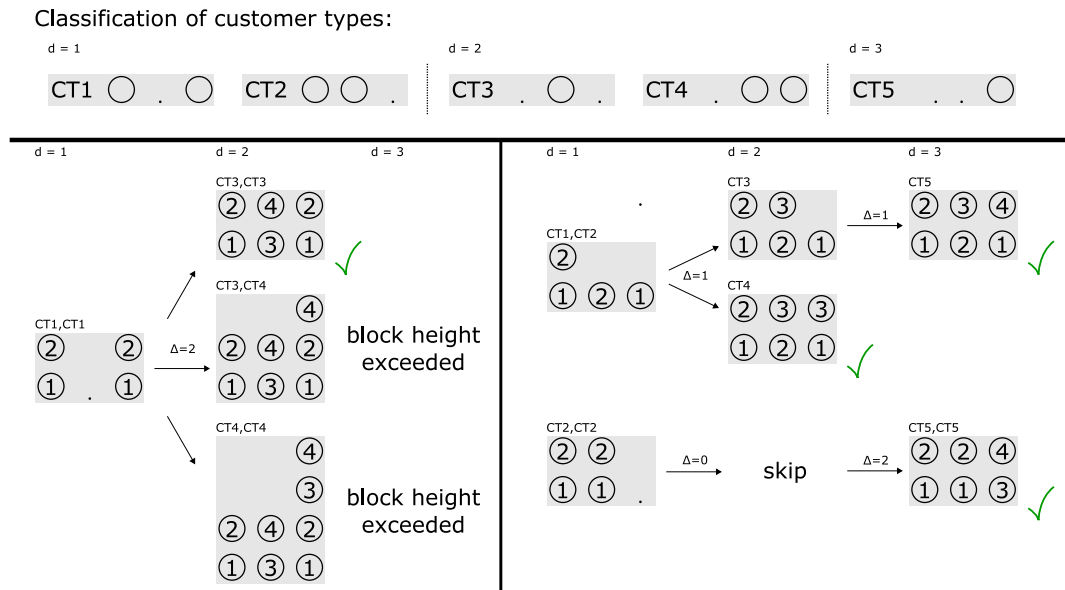 Classification of customer types:
d = 1
d = 2
d = 3
CT1 .
CT2 .
CT3 . .
CT4 .
CT5 . .
d = 1
d = 2
d = 3
CT1,CT1
2 2
1 . 1
Δ=2
CT3,CT3
2 4 2
1 3 1
CT3,CT4
4
2 4 2
1 3 1
block height
exceeded
CT4,CT4
4
3
2 4 2
1 3 1
block height
exceeded
d = 1
d = 2
d = 3
.
CT1,CT2
2
1 2 1
Δ=1
CT3
2 3
1 2 1
Δ=1
CT5
2 3 4
1 2 1
CT4
2 3 3
1 2 1
CT2,CT2
2 2
1 1 .
Δ=0
skip
Δ=2
CT5,CT5
2 2 4
1 1 3